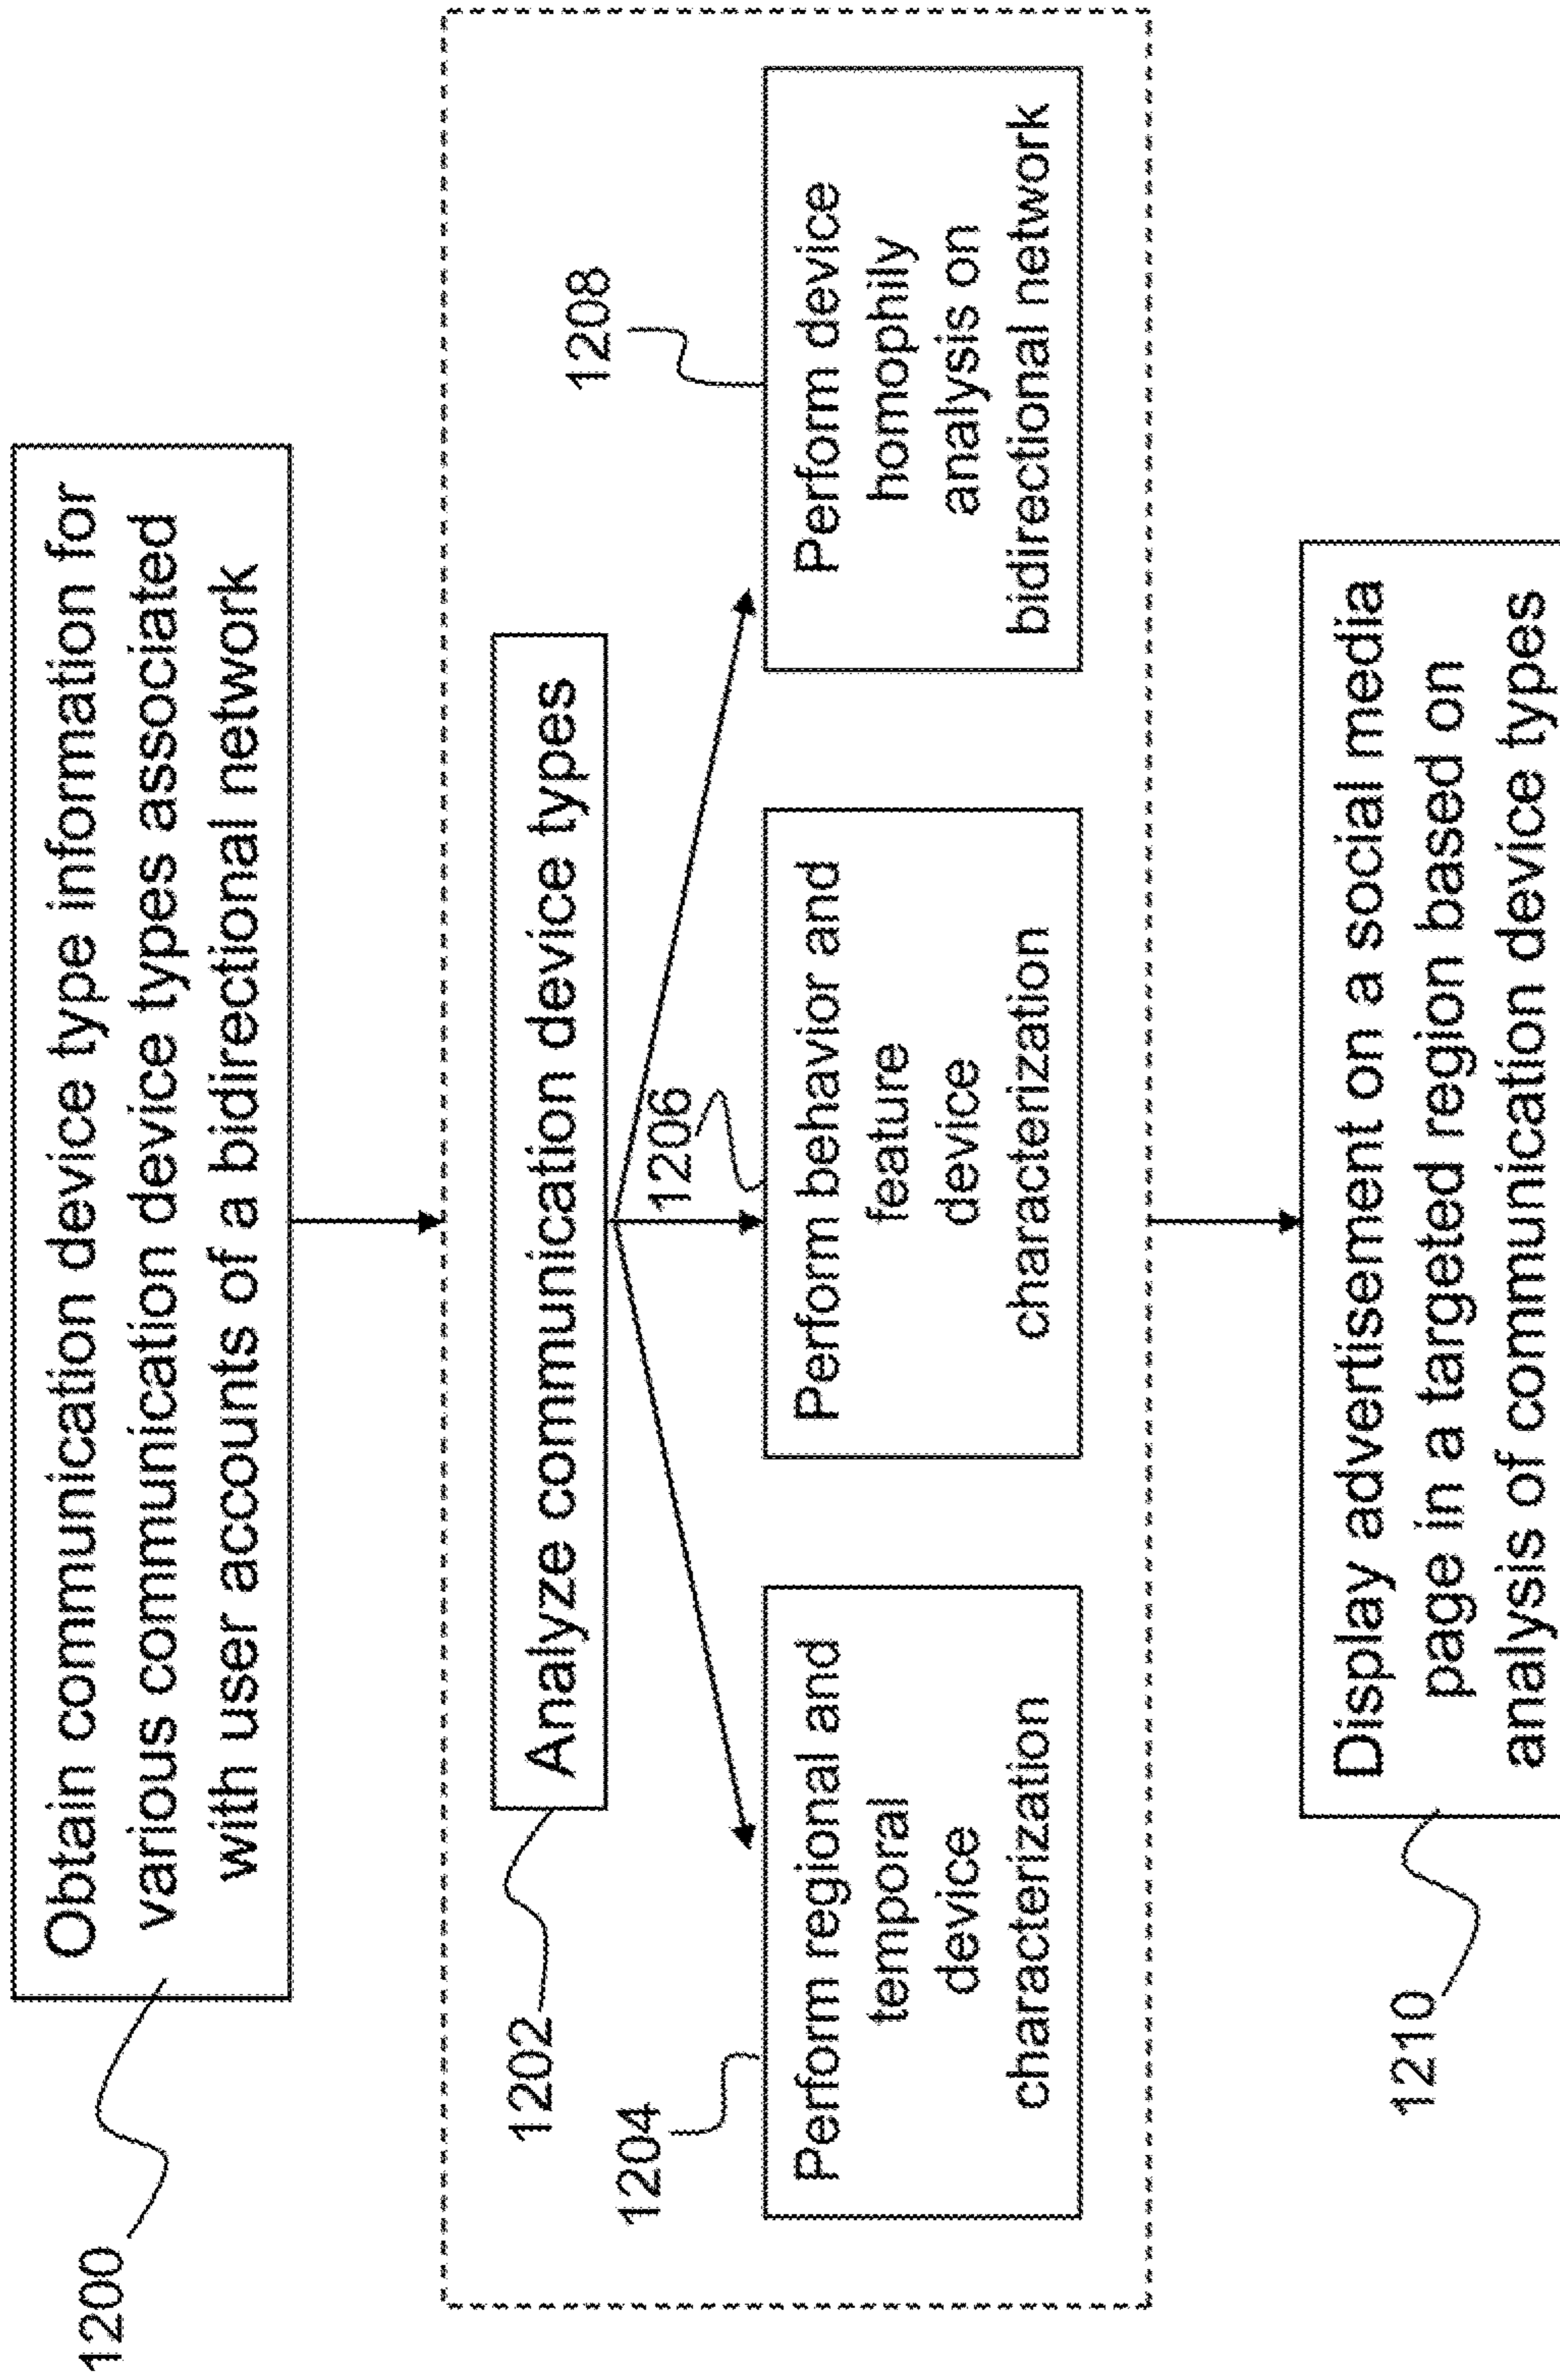 1200
Obtain communication device type information for
various communication device types associated
with user accounts of a bidirectional network
1202
Analyze communication device types
1204
Perform regional and
temporal
device
characterization
1206
Perform behavior and
feature
device
characterization
1208
Perform device
homophily
analysis on
bidirectional network
1210
Display advertisement on a social media
page in a targeted region based on
analysis of communication device types